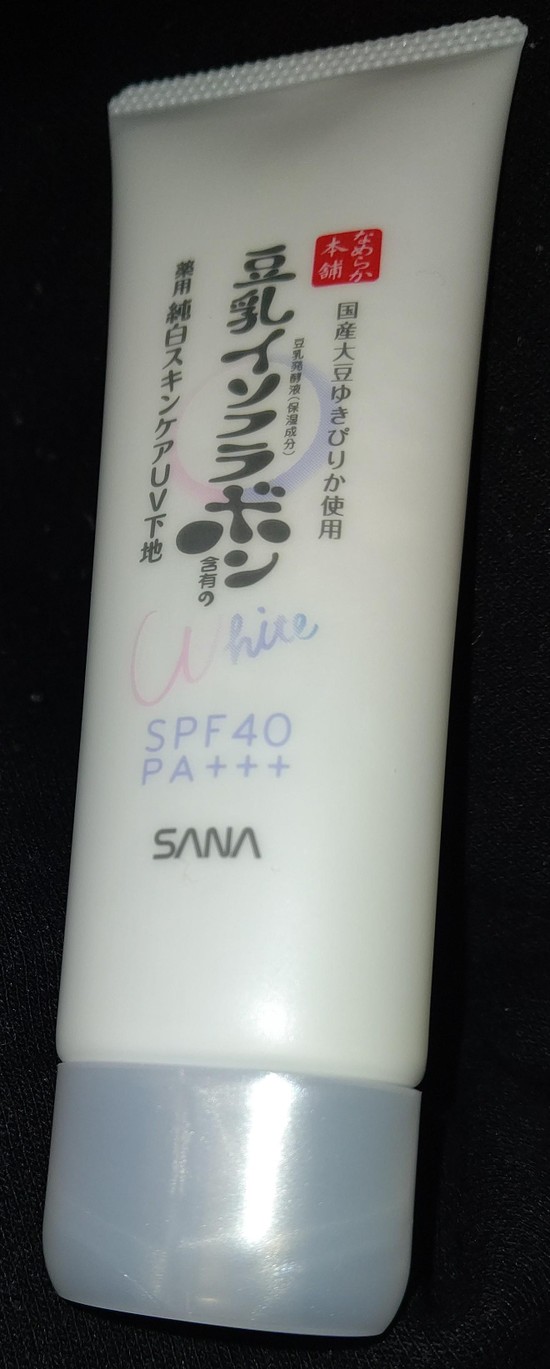 なめらか
本舗
国産大豆ゆきぴりか使用
豆乳発酵液(保湿成分)
豆乳イソフラボン
含有の
薬用 純白スキンケアUV下地
White
SPF40
PA+++
SANA